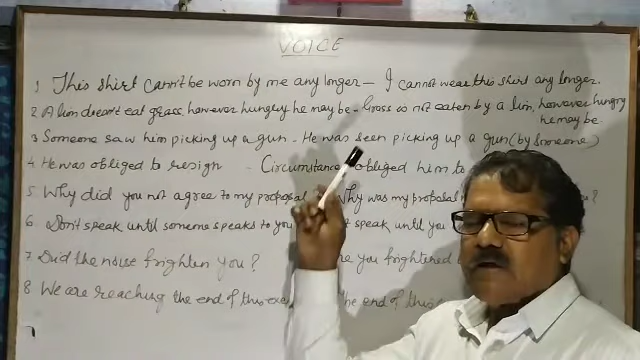 VOICE
1 This shirt can't be worn by me any longer - I cannot wear this shirt any longer.
2. A lion doesn't eat grass, however hungry he may be - Grass is not eaten by a lion, however hungry
he may be.
3 Someone saw him picking up a gun - He was seen picking up a gun (by someone)
4. He was obliged to resign - Circumstances obliged him to
5. Why did you not agree to my proposal Why was my proposal ?
6 Don't speak until someone speaks to you speak until you
7 Did the noise frighten you? you frightened
8 We are reaching the end of this the end of this